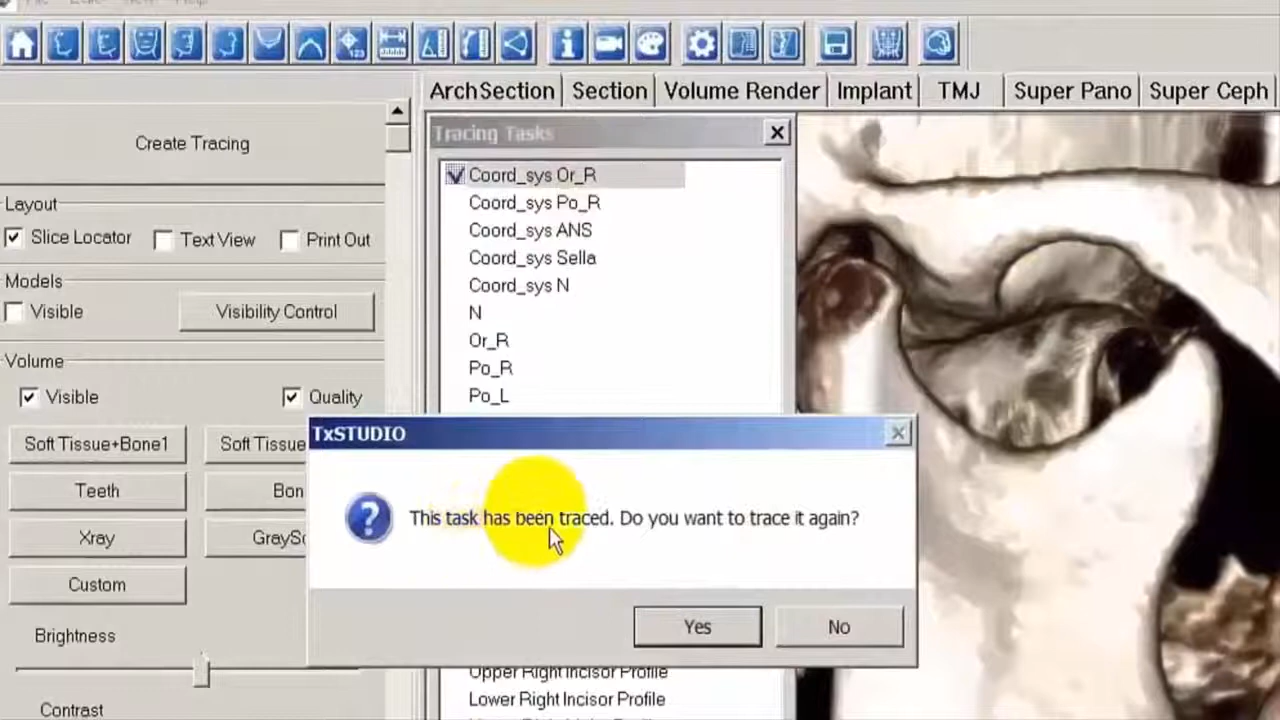 123
ArchSection
Section
Volume Render
Implant
TMJ
Super Pano
Super Ceph
Create Tracing
Layout
Slice Locator
Text View
Print Out
Models
Visible
Visibility Control
Volume
Visible
Quality
Soft Tissue+Bone1
Soft Tissue
Teeth
Bon
Xray
GraySc
Custom
Brightness
Contrast
Tracing Tasks
Coord_sys Or_R
Coord_sys Po_R
Coord_sys ANS
Coord_sys Sella
Coord_sys N
N
Or_R
Po_R
Po_L
TxSTUDIO
This task has been traced. Do you want to trace it again?
Yes
No
Upper Right Incisor Profile
Lower Right Incisor Profile